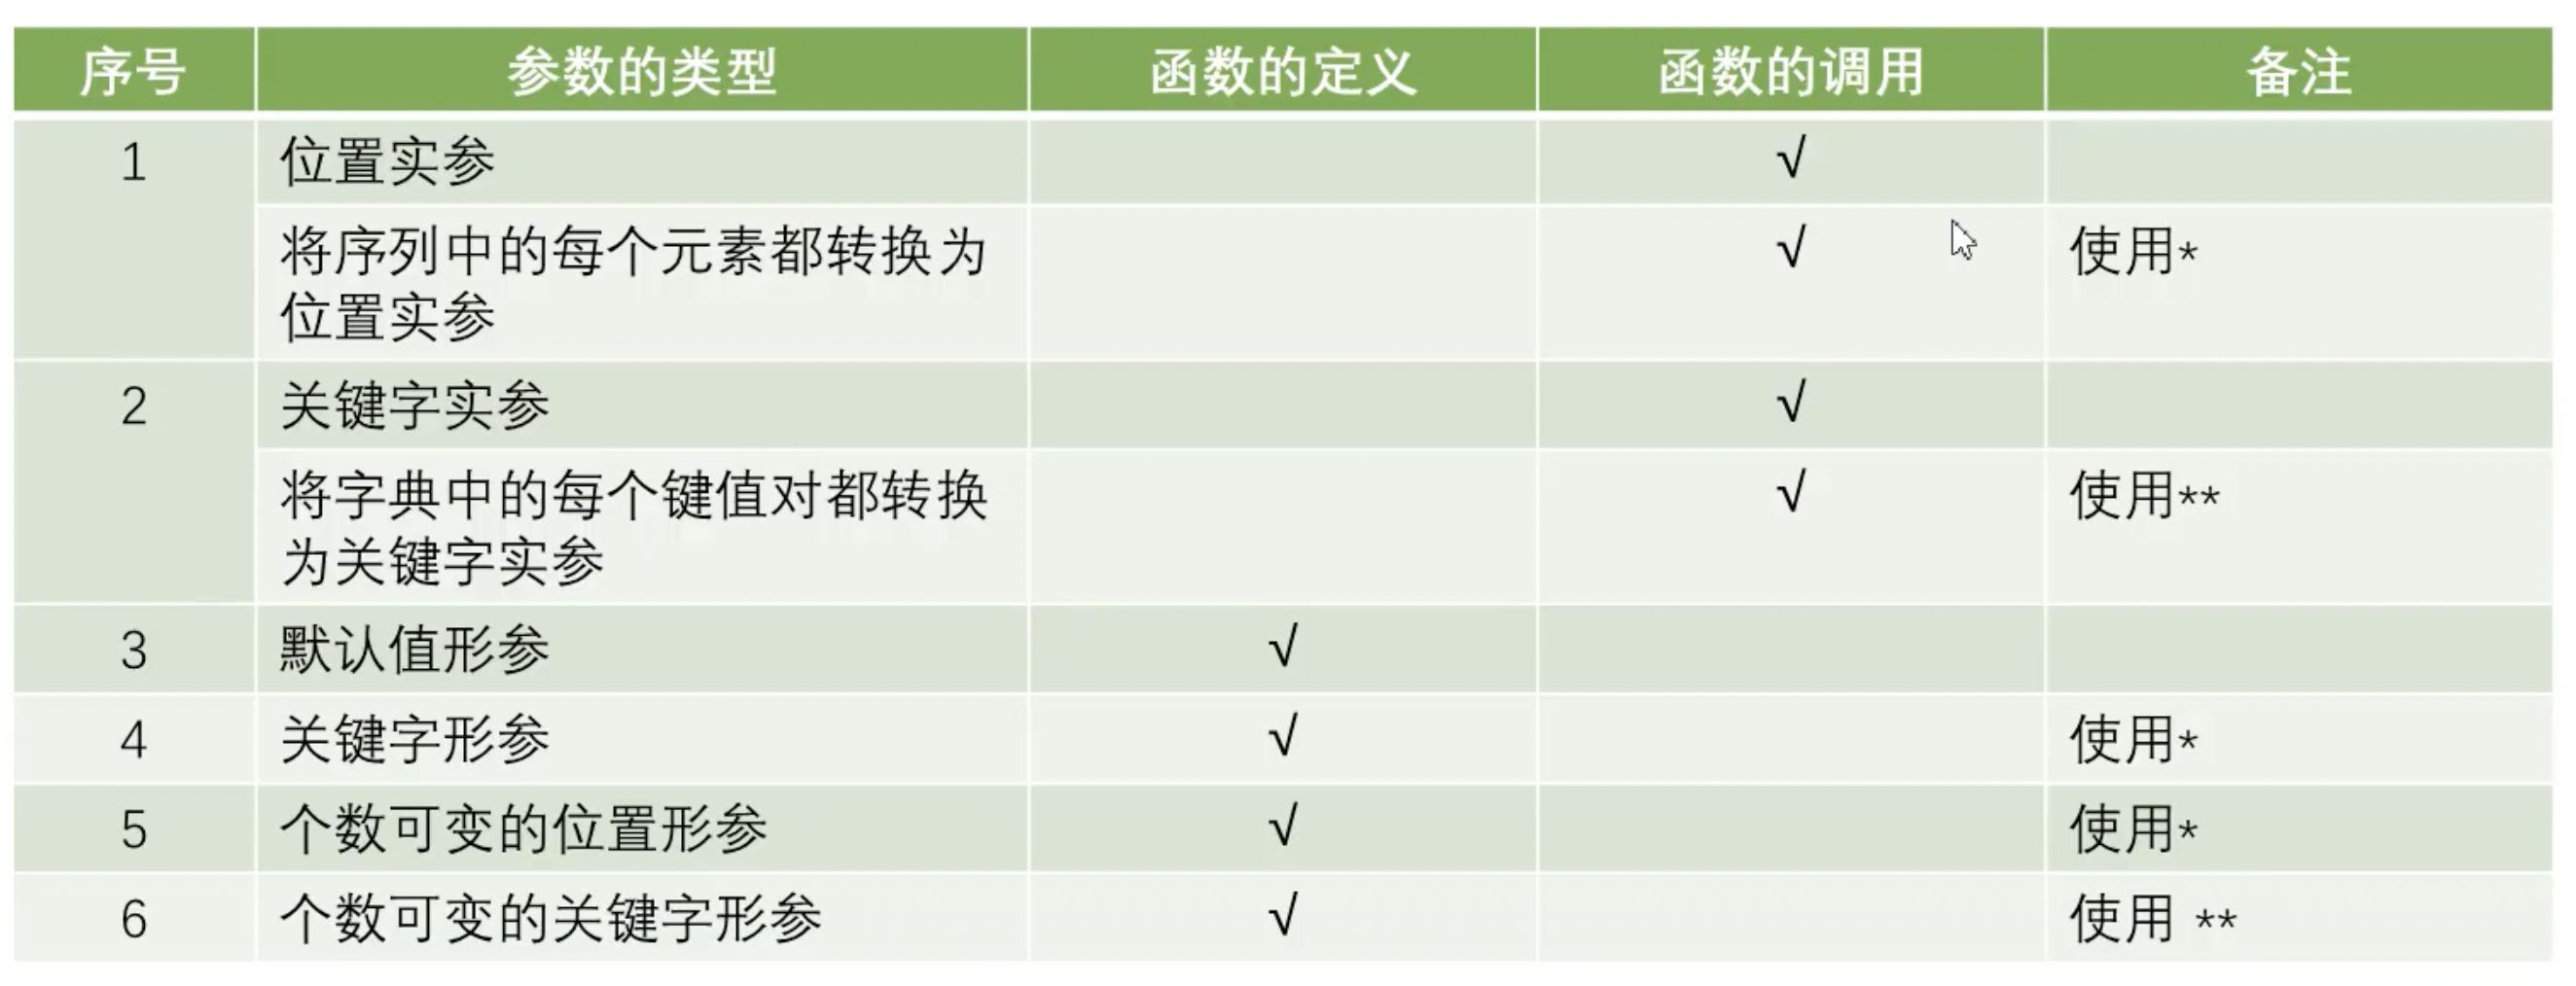 序号 参数的类型 函数的定义 函数的调用 备注
1 位置实参 √
将序列中的每个元素都转换为 √ 使用*
位置实参
2 关键字实参 √
将字典中的每个键值对都转换 √ 使用**
为关键字实参
3 默认值形参 √
4 关键字形参 √ 使用*
5 个数可变的位置形参 √ 使用*
6 个数可变的关键字形参 √ 使用 **